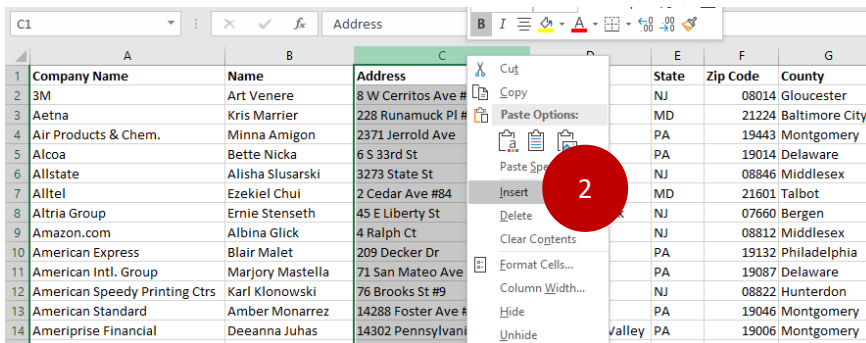 C1 Address
B I A
A B C D E F G
1 Company Name Name Address State Zip Code County
2 3M Art Venere 8 W Cerritos Ave # NJ 08014 Gloucester
3 Aetna Kris Marrier 228 Runamuck Pl # MD 21224 Baltimore City
4 Air Products & Chem. Minna Amigon 2371 Jerrold Ave PA 19443 Montgomery
5 Alcoa Bette Nicka 6 S 33rd St PA 19014 Delaware
6 Allstate Alisha Slusarski 3273 State St NJ 08846 Middlesex
7 Alltel Ezekiel Chui 2 Cedar Ave #84 MD 21601 Talbot
8 Altria Group Ernie Stenseth 45 E Liberty St NJ 07660 Bergen
9 Amazon.com Albina Glick 4 Ralph Ct NJ 08812 Middlesex
10 American Express Blair Malet 209 Decker Dr PA 19132 Philadelphia
11 American Intl. Group Marjory Mastella 71 San Mateo Ave PA 19087 Delaware
12 American Speedy Printing Ctrs Karl Klonowski 76 Brooks St #9 NJ 08822 Hunterdon
13 American Standard Amber Monarrez 14288 Foster Ave # PA 19046 Montgomery
14 Ameriprise Financial Deeanna Juhas 14302 Pennsylvani Valley PA 19006 Montgomery
Cut
Copy
Paste Options:
Paste
Insert
2
Delete
Clear Contents
Format Cells...
Column Width...
Hide
Unhide